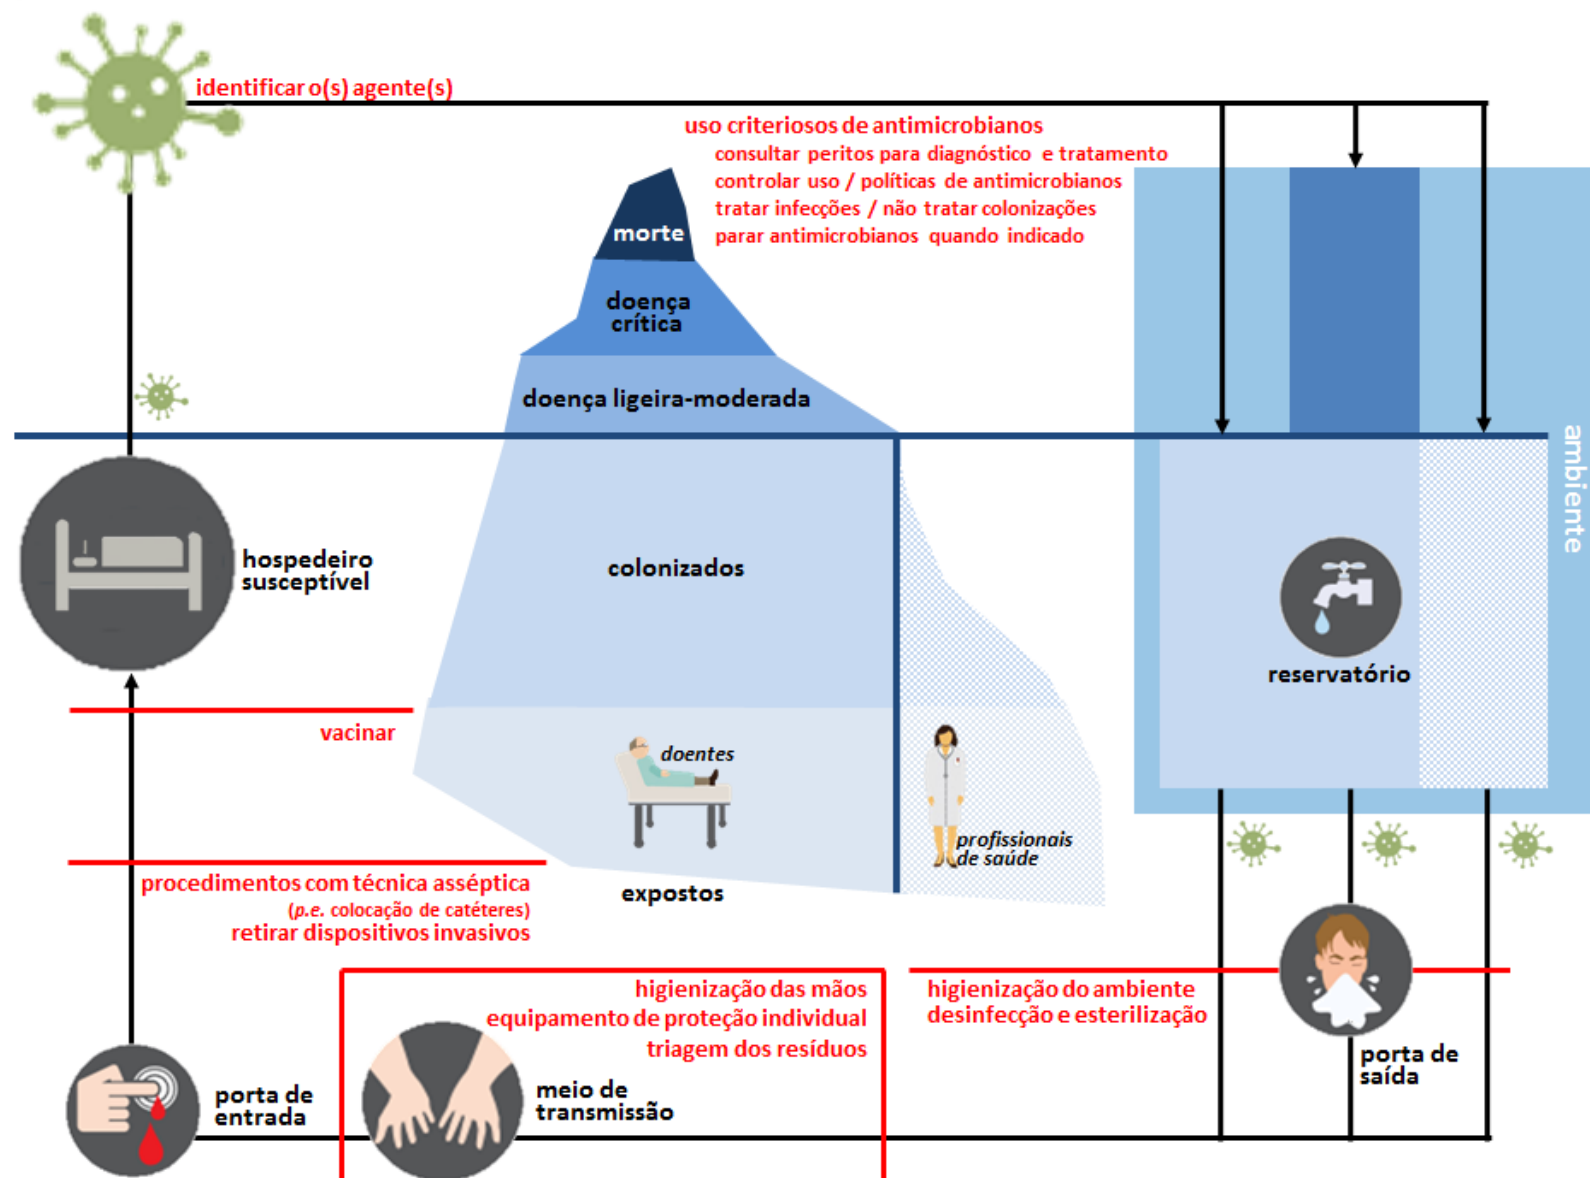 identificar o(s) agente(s)
uso criteriosos de antimicrobianos
consultar peritos para diagnóstico e tratamento
controlar uso / políticas de antimicrobianos
tratar infecções / não tratar colonizações
parar antimicrobianos quando indicado
morte
doença
crítica
doença ligeira-moderada
ambiente
hospedeiro
susceptível
colonizados
reservatório
vacinar
doentes
profissionais
de saúde
expostos
procedimentos com técnica asséptica
(p.e. colocação de catéteres)
retirar dispositivos invasivos
higienização das mãos
equipamento de proteção individual
triagem dos resíduos
higienização do ambiente
desinfecção e esterilização
porta de
saída
porta de
entrada
meio de
transmissão